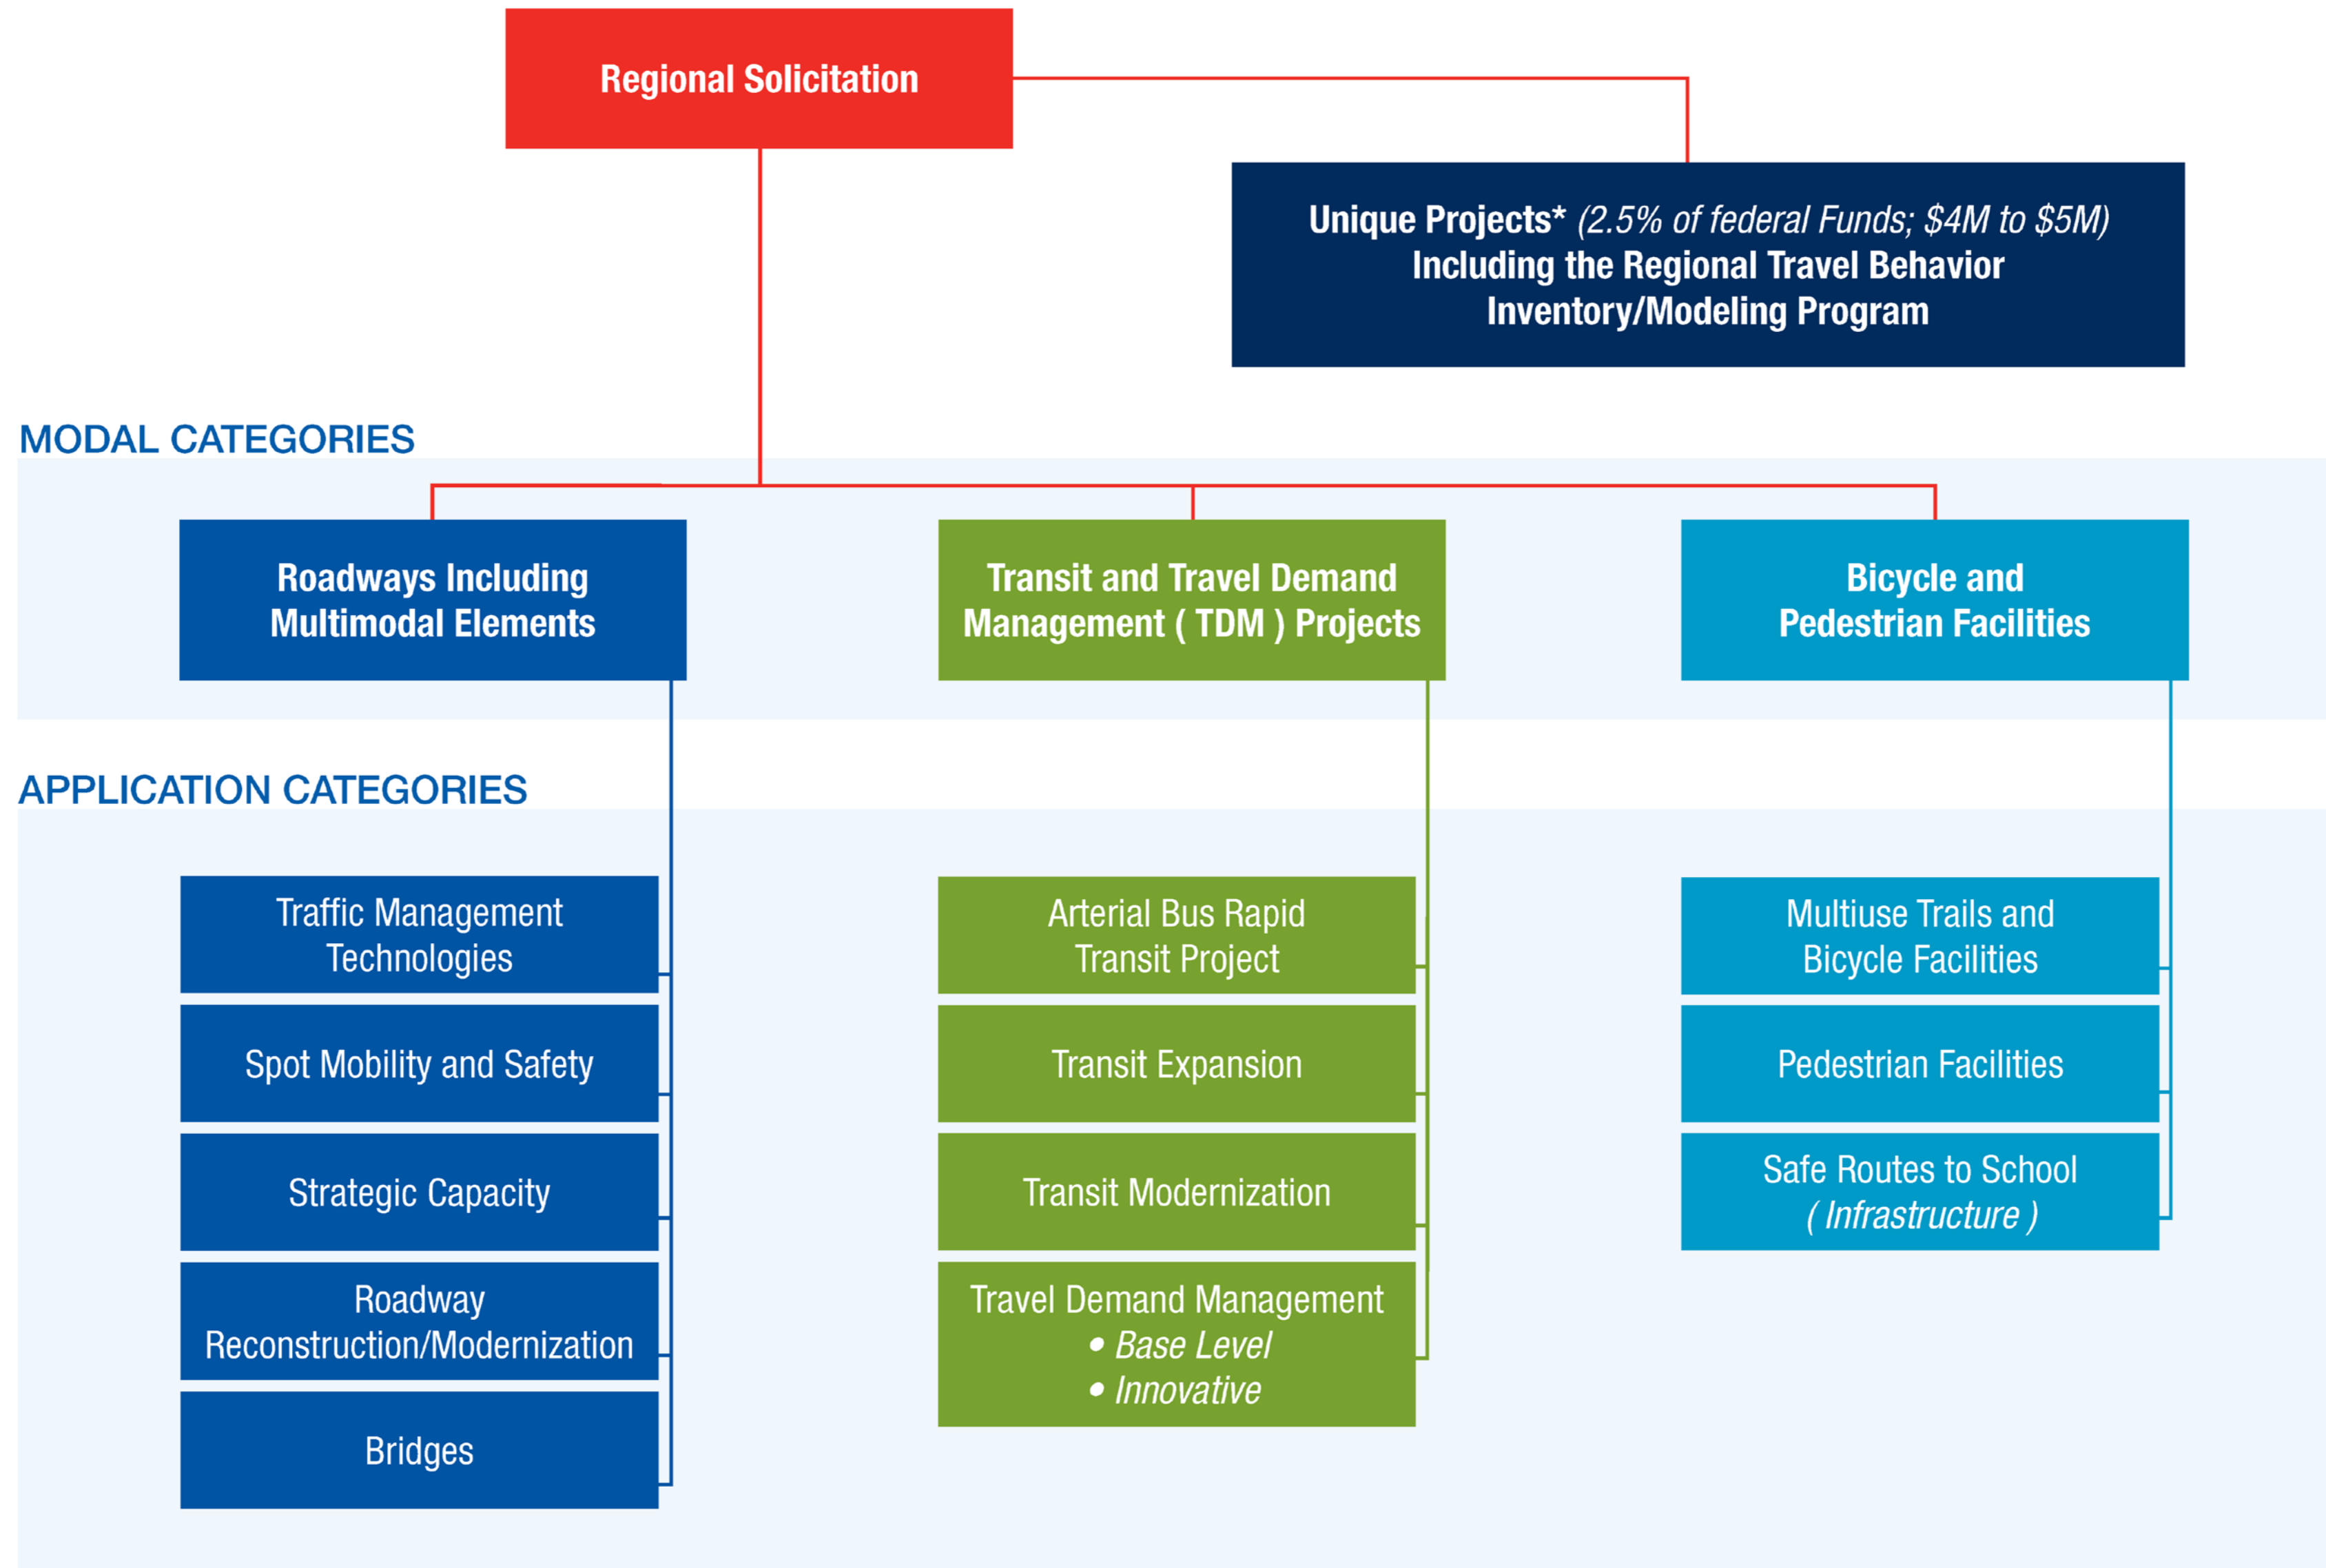 Regional Solicitation
Unique Projects* (2.5% of federal Funds; $4M to $5M)
Including the Regional Travel Behavior
Inventory/Modeling Program
MODAL CATEGORIES
Roadways Including
Multimodal Elements
Transit and Travel Demand
Management ( TDM ) Projects
Bicycle and
Pedestrian Facilities
APPLICATION CATEGORIES
Traffic Management
Technologies
Spot Mobility and Safety
Strategic Capacity
Roadway
Reconstruction/Modernization
Bridges
Arterial Bus Rapid
Transit Project
Transit Expansion
Transit Modernization
Travel Demand Management
• Base Level
• Innovative
Multiuse Trails and
Bicycle Facilities
Pedestrian Facilities
Safe Routes to School
( Infrastructure )